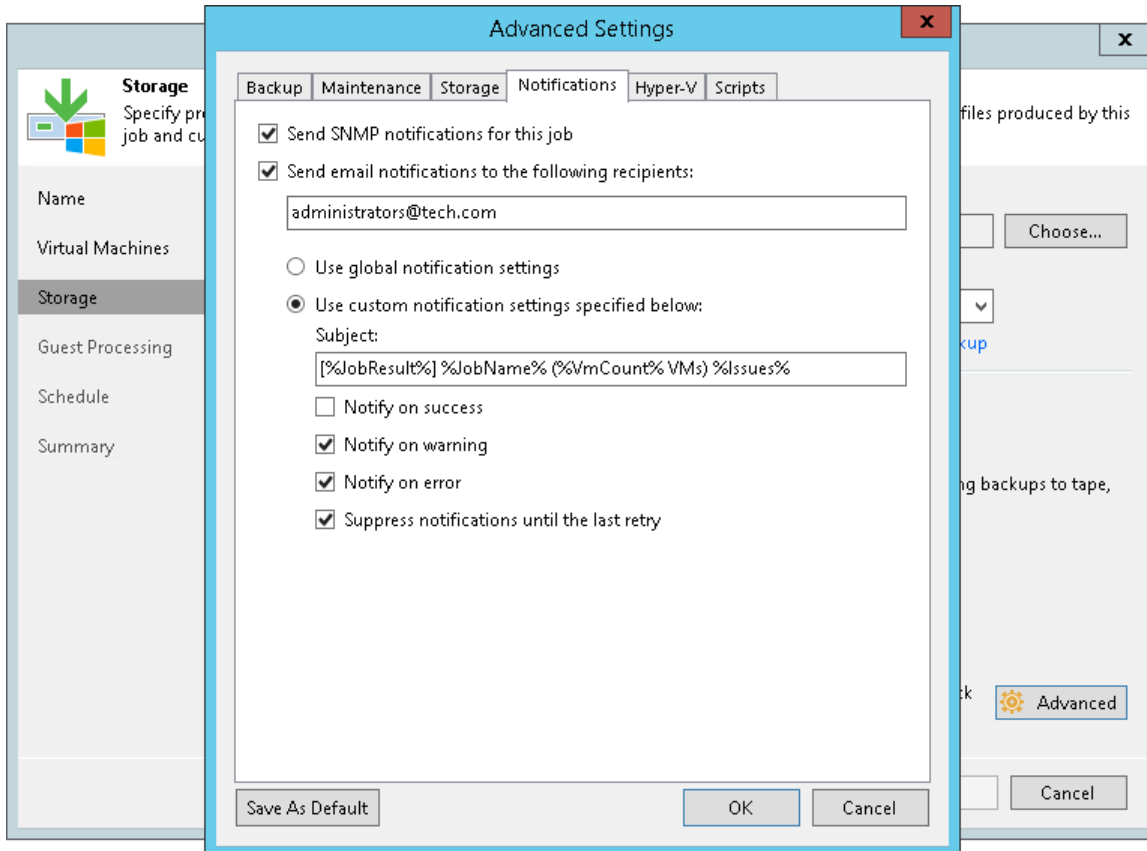 Advanced Settings
x
x
Storage
Specify pr
job and cu
files produced by this
Backup
Maintenance
Storage
Notifications
Hyper-V
Scripts
Send SNMP notifications for this job
Send email notifications to the following recipients:
administrators@tech.com
Use global notification settings
Use custom notification settings specified below:
Subject:
[%JobResult%] %JobName% (%VmCount% VMs) %Issues%
Notify on success
Notify on warning
Notify on error
Suppress notifications until the last retry
Name
Virtual Machines
Storage
Guest Processing
Schedule
Summary
Choose...
kup
ng backups to tape,
:k
Advanced
Save As Default
OK
Cancel
Cancel